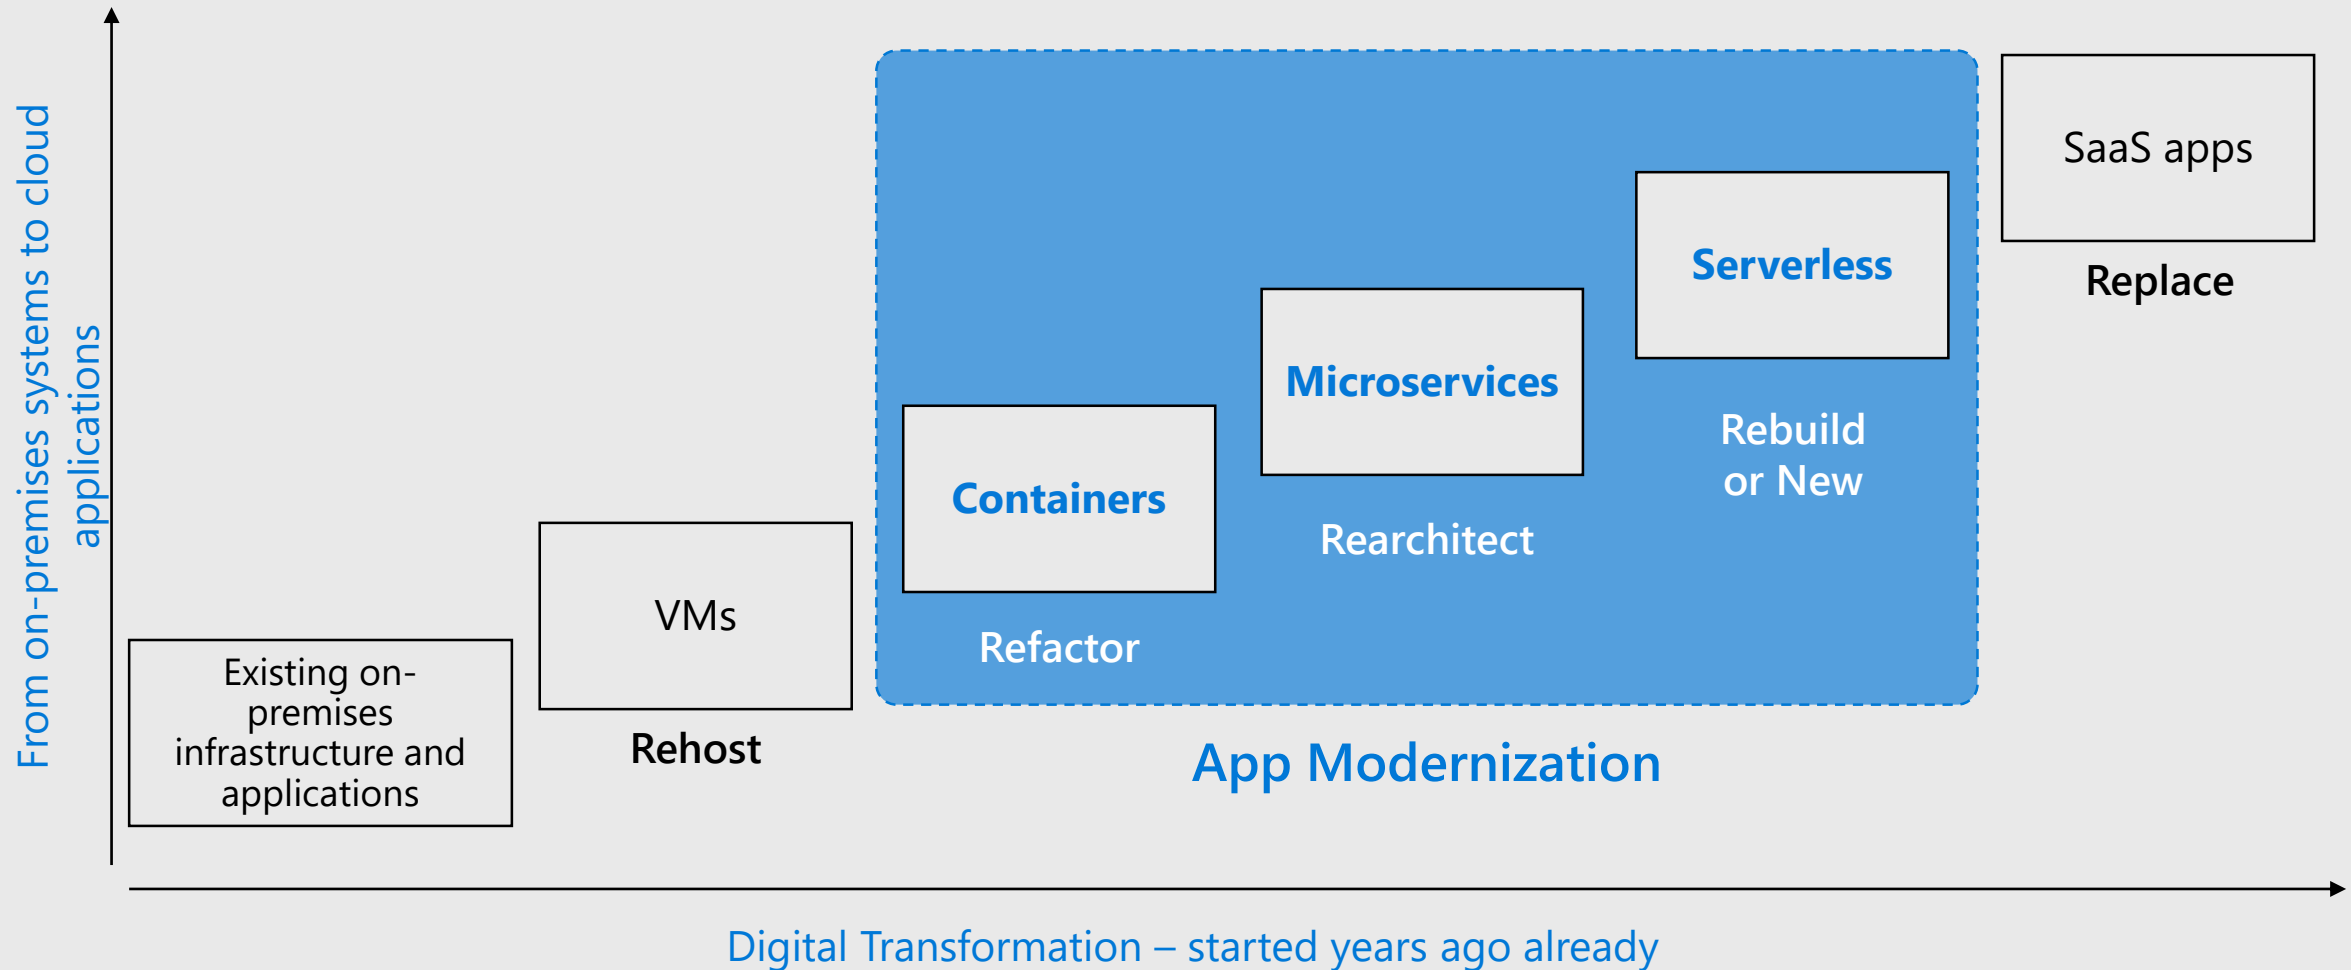 From on-premises systems to cloud
applications
Existing on-
premises
infrastructure and
applications
VMs
Rehost
Containers
Refactor
Microservices
Rearchitect
Serverless
Rebuild
or New
SaaS apps
Replace
App Modernization
Digital Transformation – started years ago already